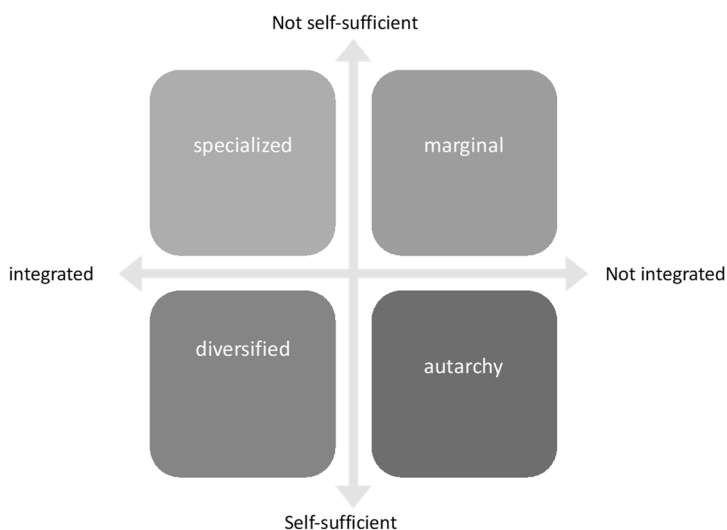 Not self-sufficient
specialized
marginal
integrated
Not integrated
diversified
autarchy
Self-sufficient